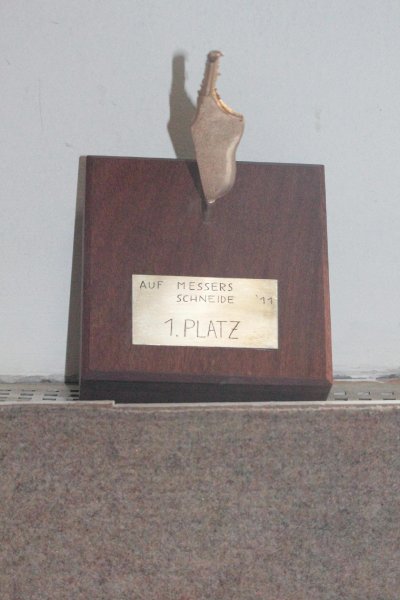 AUF MESSERS
SCHNEIDE '11
1. PLATZ